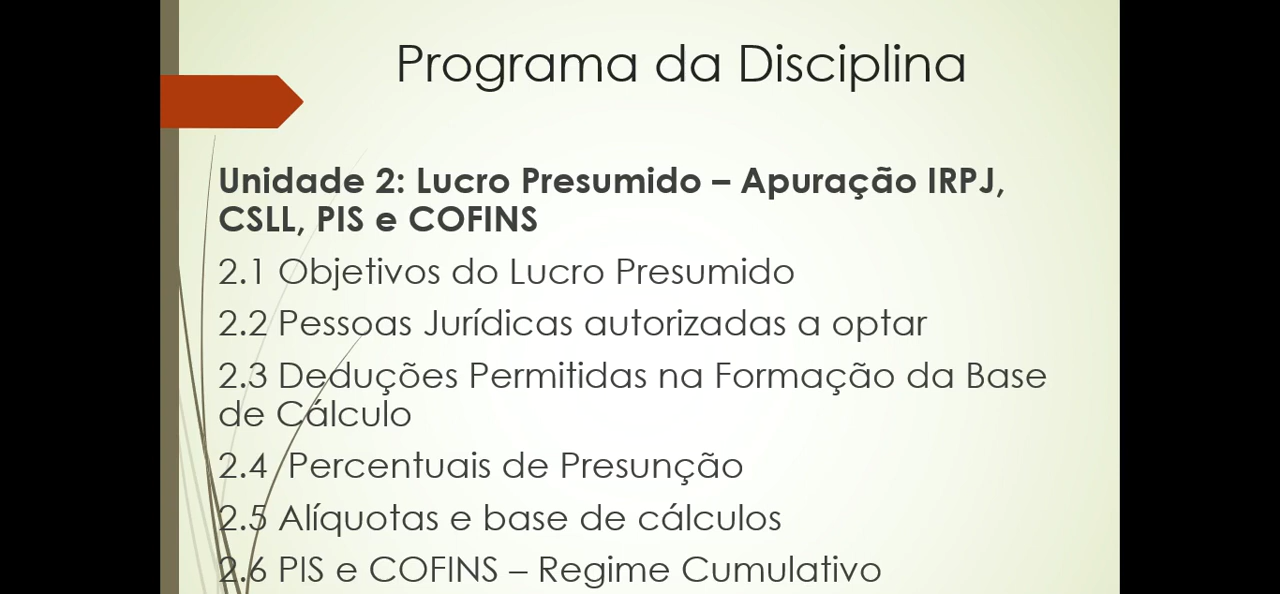 Programa da Disciplina
Unidade 2: Lucro Presumido – Apuração IRPJ,
CSLL, PIS e COFINS
2.1 Objetivos do Lucro Presumido
2.2 Pessoas Jurídicas autorizadas a optar
2.3 Deduções Permitidas na Formação da Base
de Cálculo
2.4  Percentuais de Presunção
2.5 Alíquotas e base de cálculos
2.6 PIS e COFINS – Regime Cumulativo